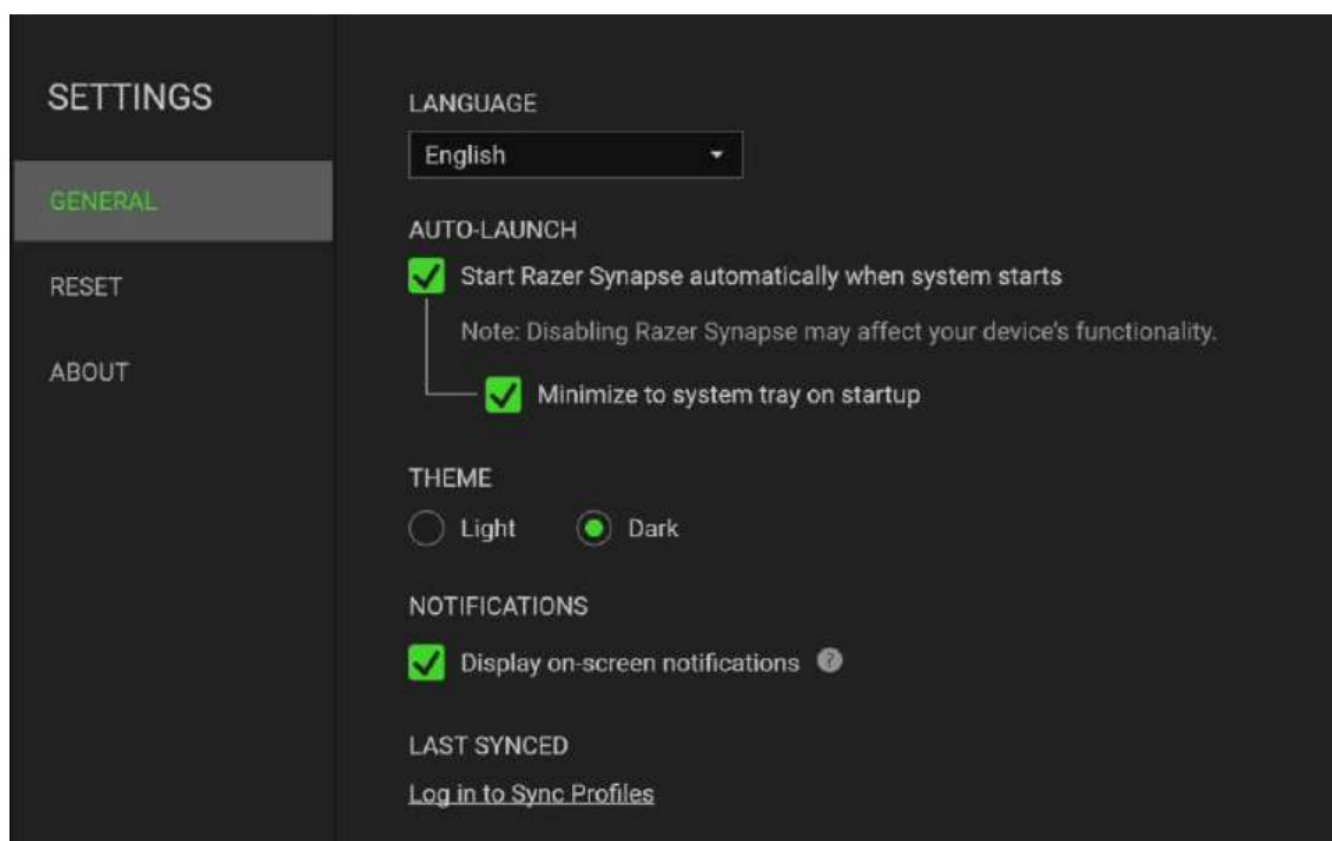 SETTINGS
GENERAL
RESET
ABOUT
LANGUAGE
English
AUTO-LAUNCH
Start Razer Synapse automatically when system starts
Note: Disabling Razer Synapse may affect your device's functionality.
Minimize to system tray on startup
THEME
Light Dark
NOTIFICATIONS
Display on-screen notifications ?
LAST SYNCED
Log in to Sync Profiles